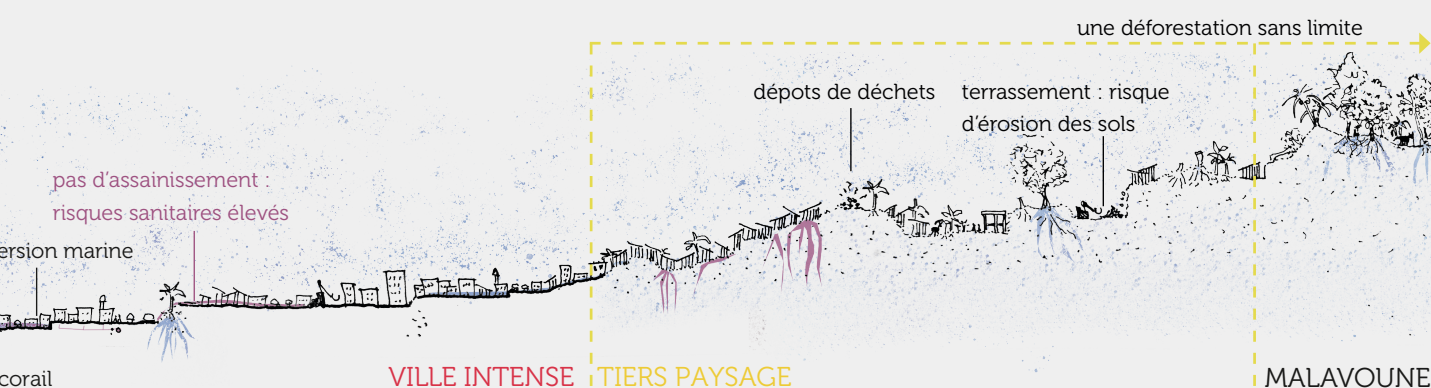 une déforestation sans limite
dépots de déchets
terrassement : risque
d'érosion des sols
pas d'assainissement :
risques sanitaires élevés
ersion marine
corail
VILLE INTENSE
TIERS PAYSAGE
MALAVOUNE